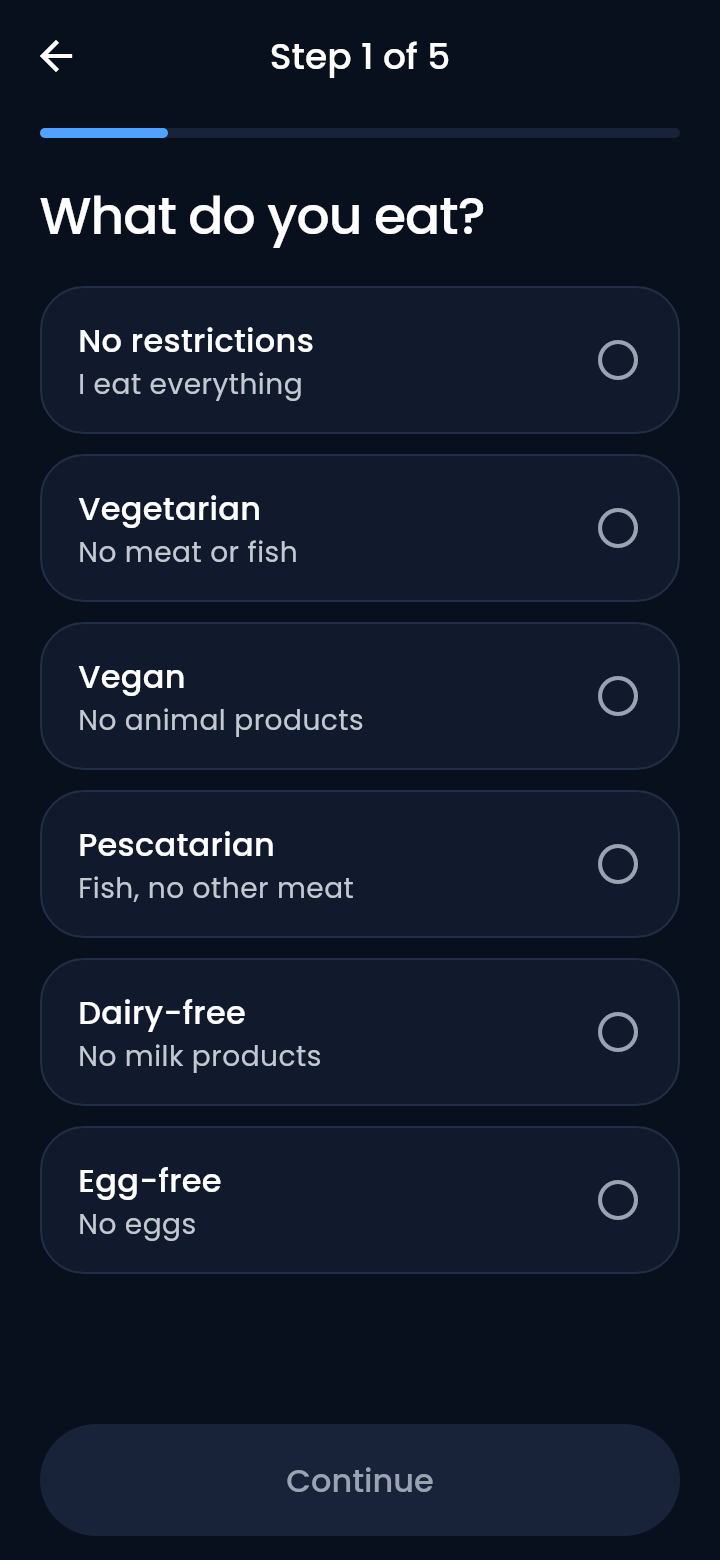 Step 1 of 5
What do you eat?
No restrictions
I eat everything
Vegetarian
No meat or fish
Vegan
No animal products
Pescatarian
Fish, no other meat
Dairy-free
No milk products
Egg-free
No eggs
Continue